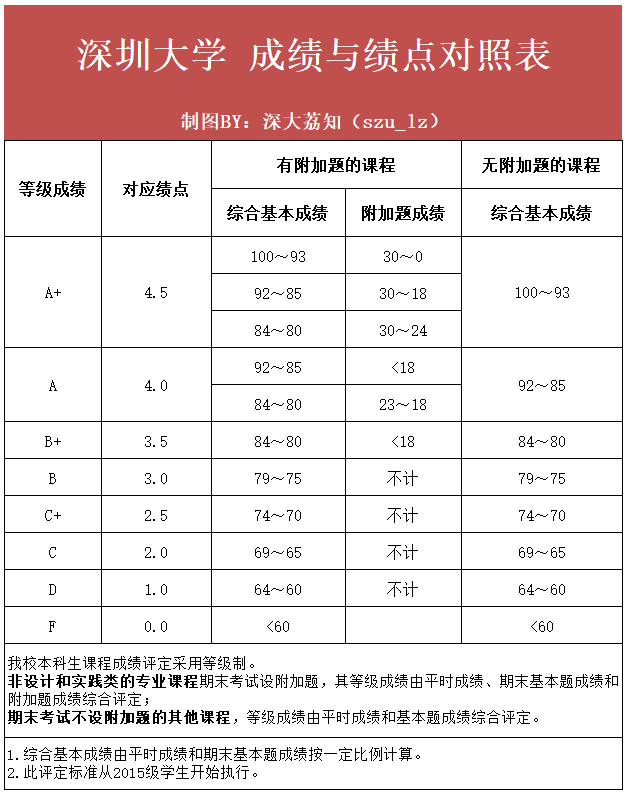 深圳大学 成绩与绩点对照表
制图BY：深大荔知（szu_lz）
等级成绩 对应绩点 有附加题的课程 无附加题的课程
综合基本成绩 附加题成绩 综合基本成绩
A+ 4.5 100～93 30～0 100～93
92～85 30～18
84～80 30～24
A 4.0 92～85 <18 92～85
84～80 23～18
B+ 3.5 84～80 <18 84～80
B 3.0 79～75 不计 79～75
C+ 2.5 74～70 不计 74～70
C 2.0 69～65 不计 69～65
D 1.0 64～60 不计 64～60
F 0.0 <60 <60
我校本科生课程成绩评定采用等级制。
非设计和实践类的专业课程期末考试设附加题，其等级成绩由平时成绩、期末基本题成绩和
附加题成绩综合评定；
期末考试不设附加题的其他课程，等级成绩由平时成绩和基本题成绩综合评定。
1.综合基本成绩由平时成绩和期末基本题成绩按一定比例计算。
2.此评定标准从2015级学生开始执行。